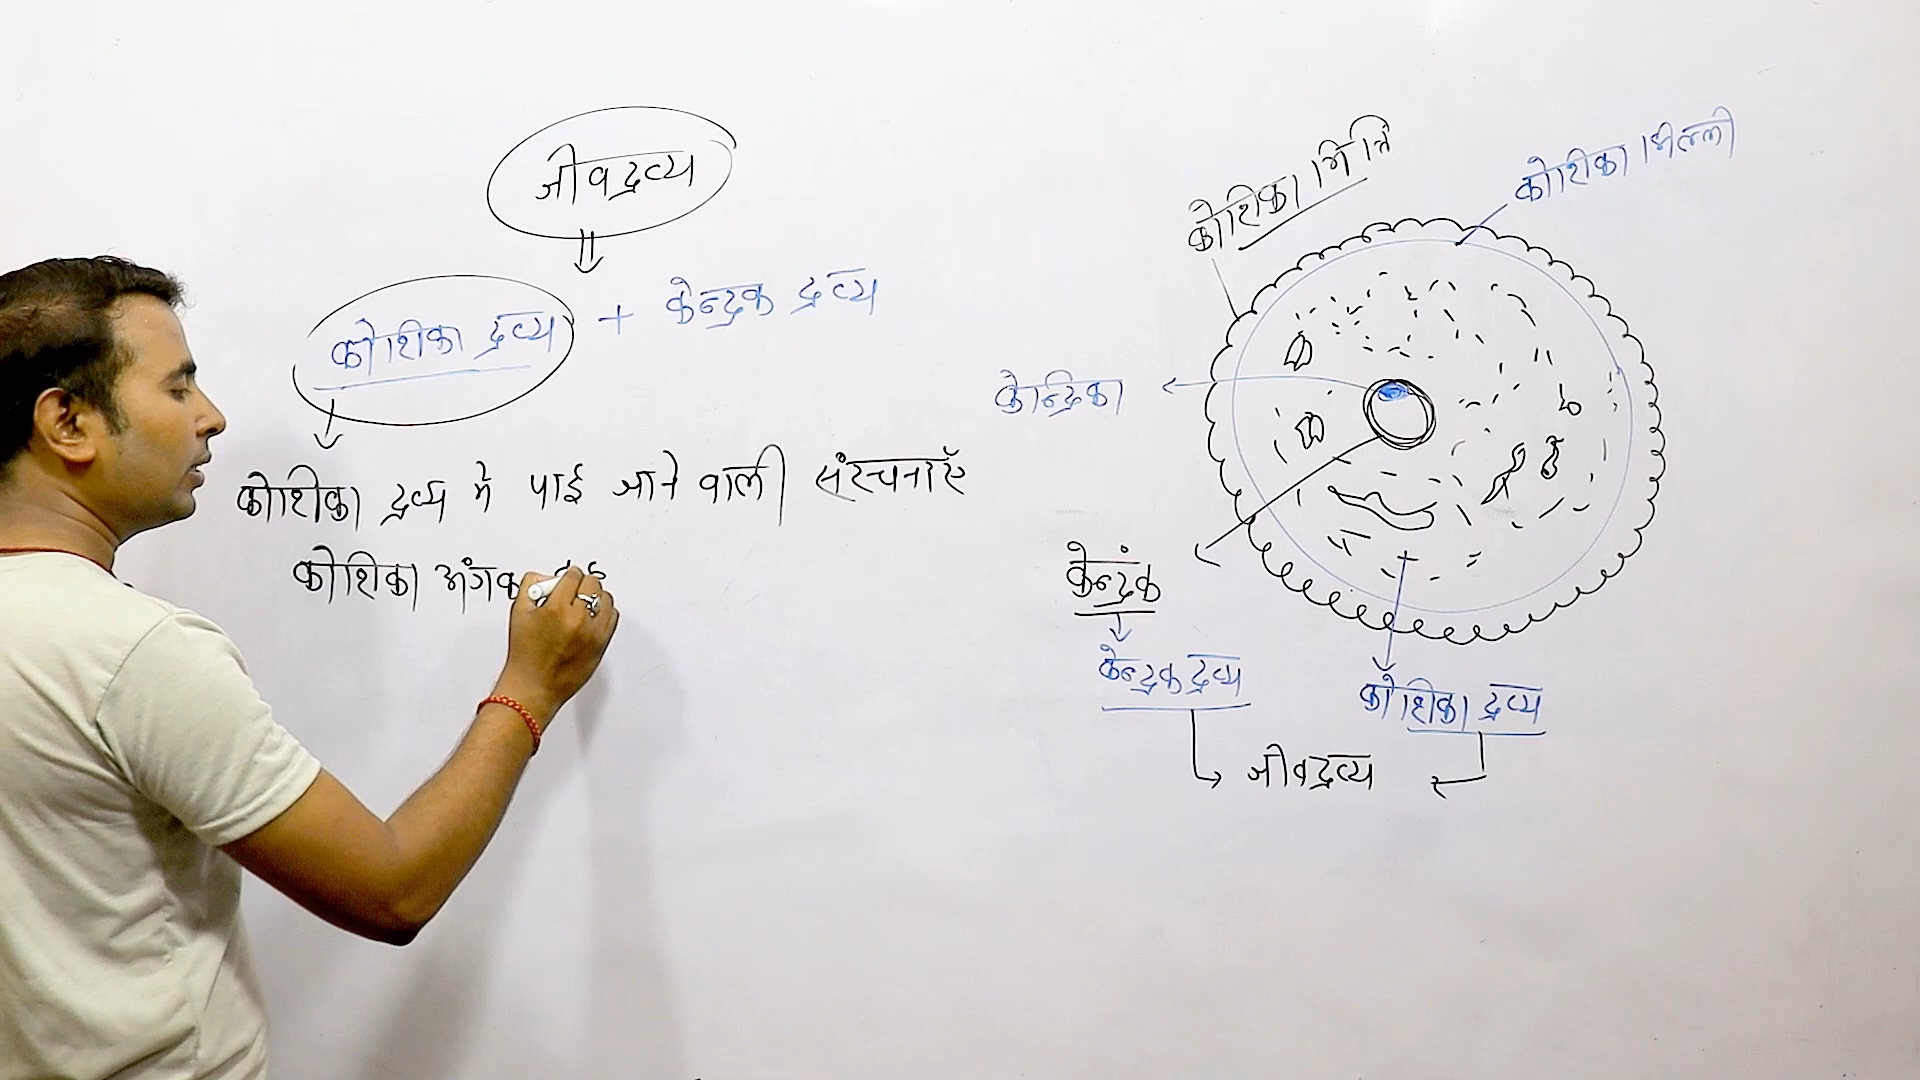 जीवद्रव्य
कोशिका द्रव्य + केन्द्रक द्रव्य
कोशिका द्रव्य में पाई जाने वाली संरचनाएँ
कोशिका अंगक
कोशिका भित्ति
कोशिका झिल्ली
केन्द्रिका
केन्द्रक
केन्द्रक द्रव्य
कोशिका द्रव्य
जीवद्रव्य